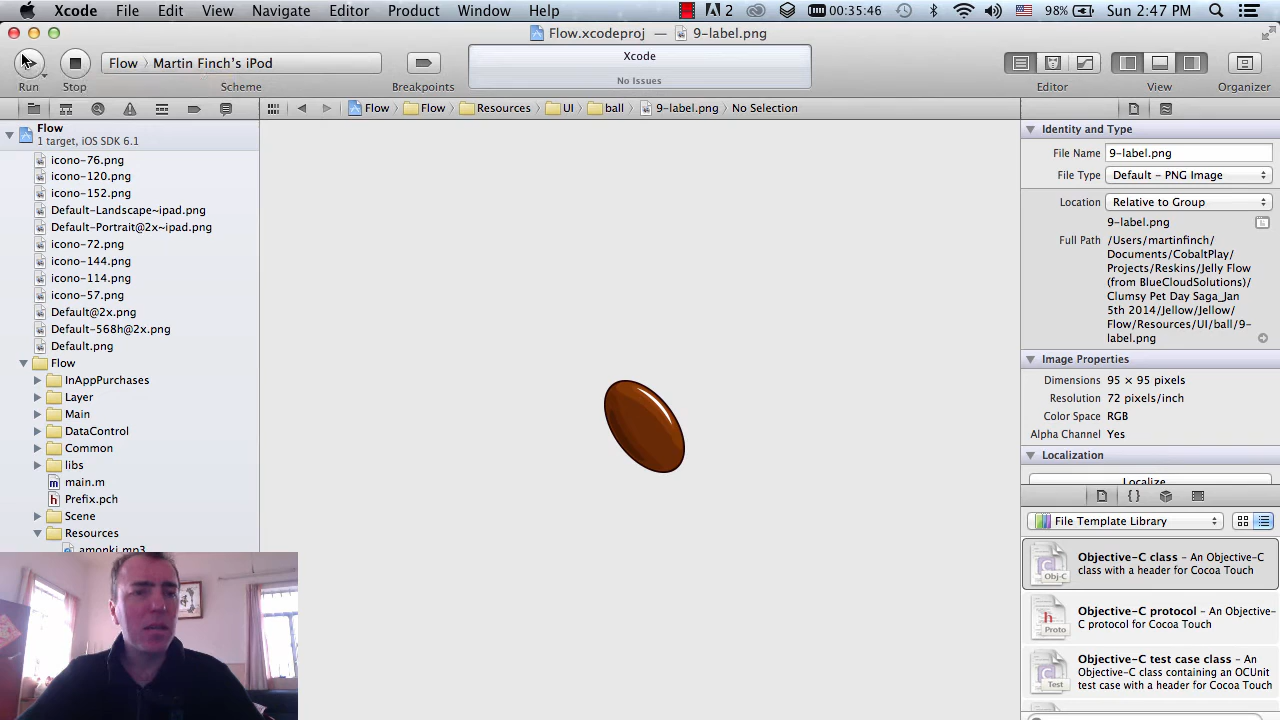 Xcode File Edit View Navigate Editor Product Window Help 2 00:35:46 98% Sun 2:47 PM
Flow.xcodeproj — 9-label.png
Flow 〉 Martin Finch's iPod
Xcode
No Issues
Run Stop Scheme Breakpoints Editor View Organizer
Flow 〉 Flow 〉 Resources 〉 UI 〉 ball 〉 9-label.png 〉 No Selection
Flow
1 target, iOS SDK 6.1
icono-76.png
icono-120.png
icono-152.png
Default-Landscape~ipad.png
Default-Portrait@2x~ipad.png
icono-72.png
icono-144.png
icono-114.png
icono-57.png
Default@2x.png
Default-568h@2x.png
Default.png
Flow
InAppPurchases
Layer
Main
DataControl
Common
libs
main.m
Prefix.pch
Scene
Resources
amonki.mp3
Identity and Type
File Name 9-label.png
File Type Default - PNG Image
Location Relative to Group
9-label.png
Full Path /Users/martinfinch/
Documents/CobaltPlay/
Projects/Reskins/Jelly Flow
(from BlueCloudSolutions)/
Clumsy Pet Day Saga_Jan
5th 2014/Jellow/Jellow/
Flow/Resources/UI/ball/9-
label.png
Image Properties
Dimensions 95 × 95 pixels
Resolution 72 pixels/inch
Color Space RGB
Alpha Channel Yes
Localization
Localize...
{}
File Template Library
Objective-C class - An Objective-C
class with a header for Cocoa Touch
Obj-C
Objective-C protocol - An Objective-
C protocol for Cocoa Touch
Proto
Objective-C test case class - An
Objective-C class containing an OCUnit
test case with a header for Cocoa Touch
Test